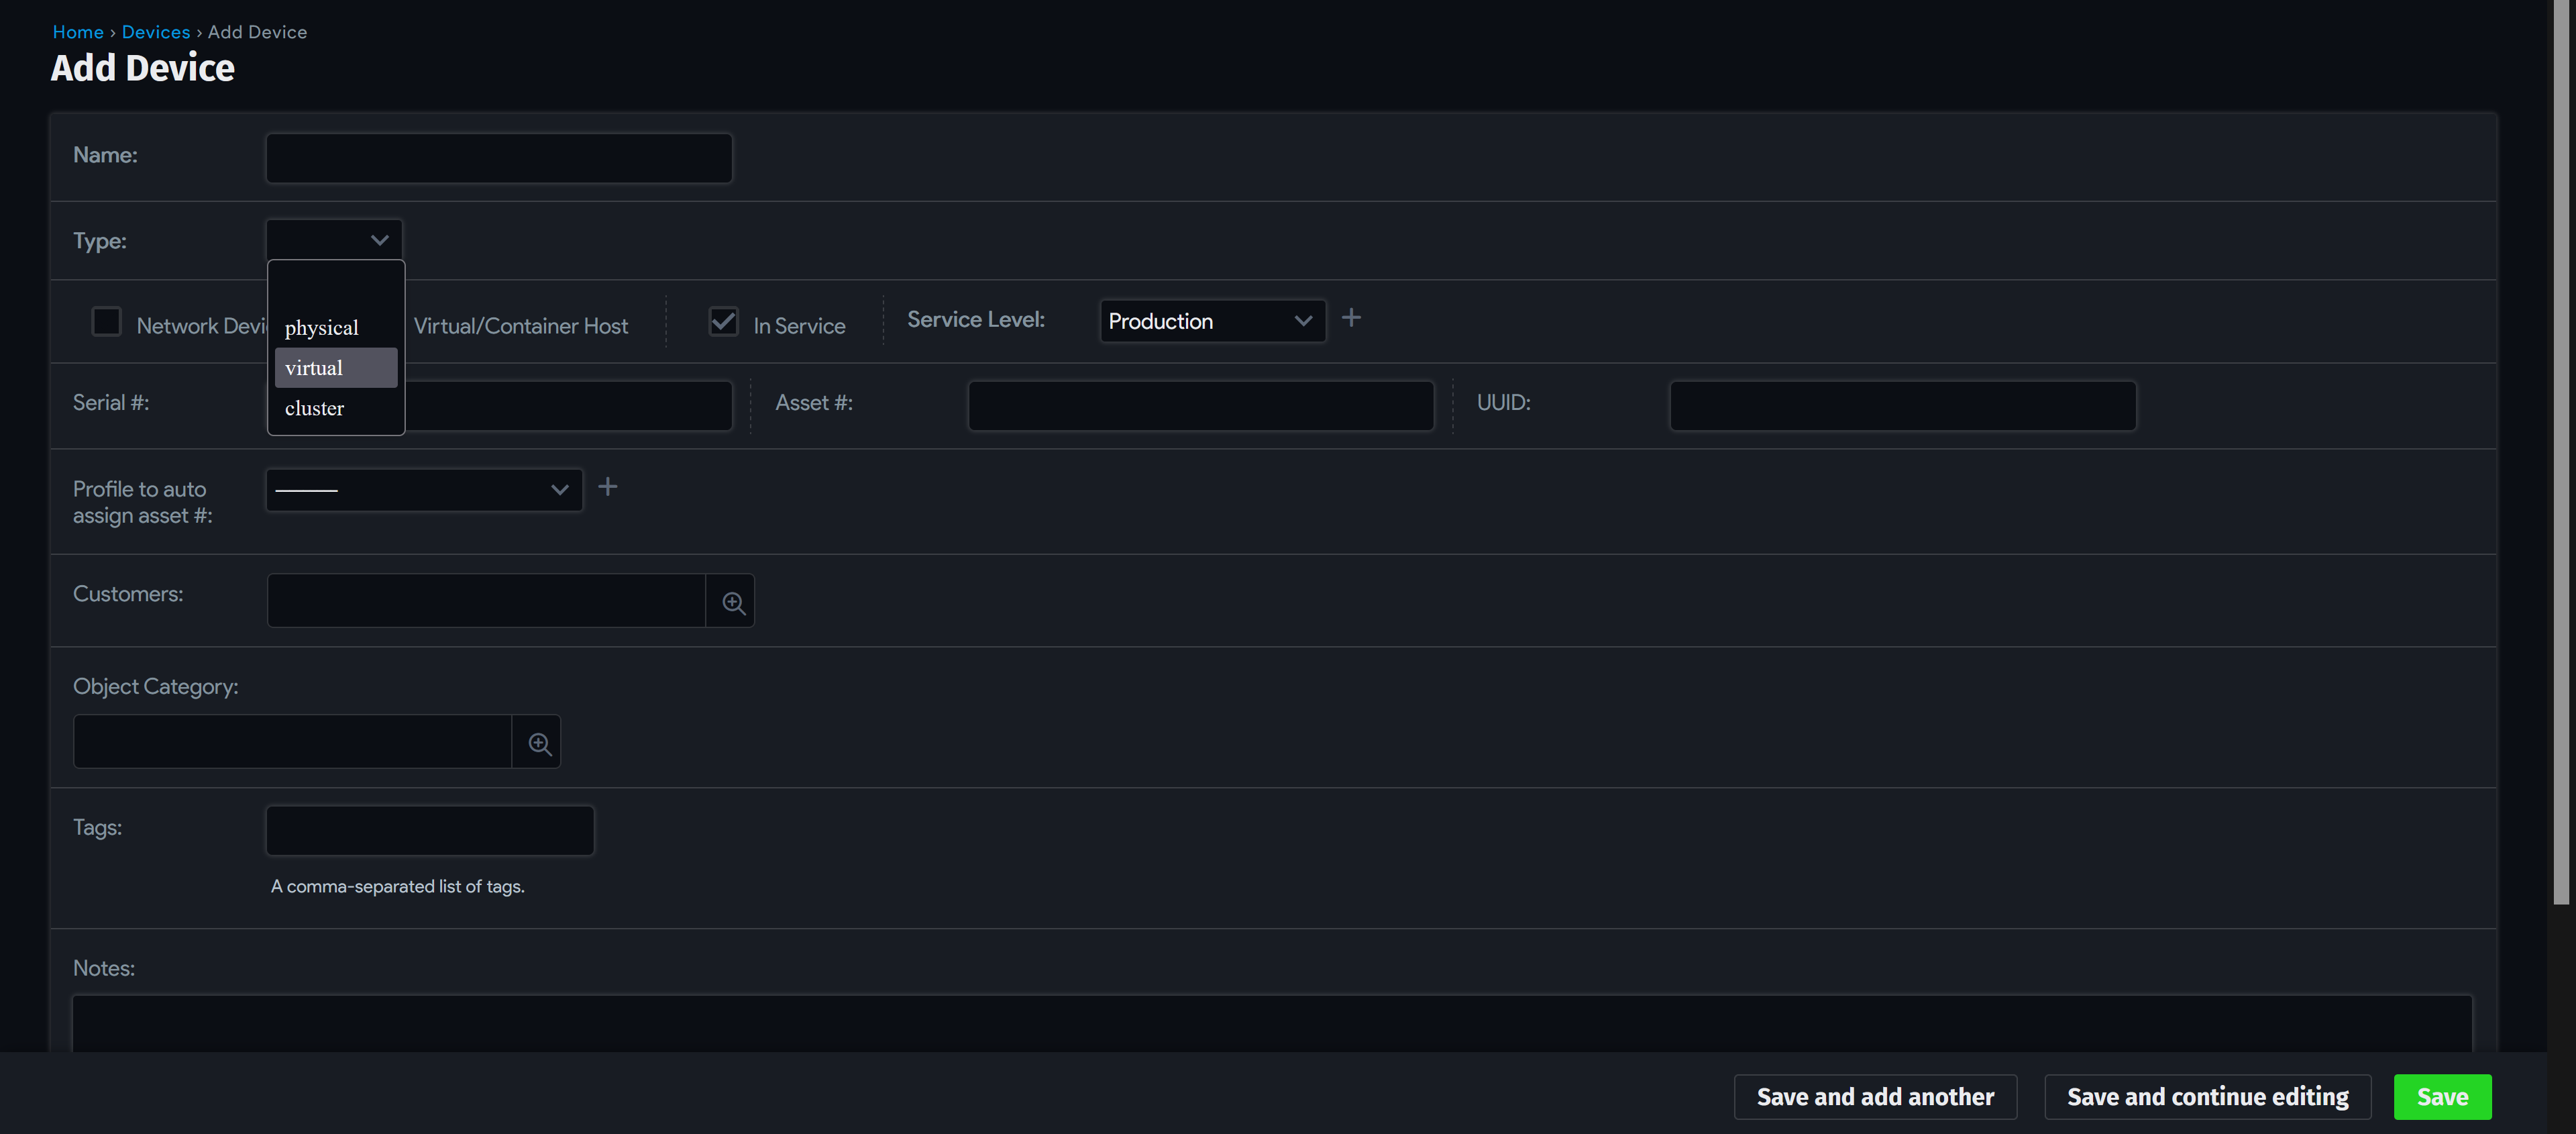 Home › Devices › Add Device
Add Device
Name:
Type:
physical
virtual
cluster
Network Devi
Virtual/Container Host
In Service
Service Level:
Production
Serial #:
Asset #:
UUID:
Profile to auto
assign asset #:
Customers:
Object Category:
Tags:
A comma-separated list of tags.
Notes:
Save and add another
Save and continue editing
Save